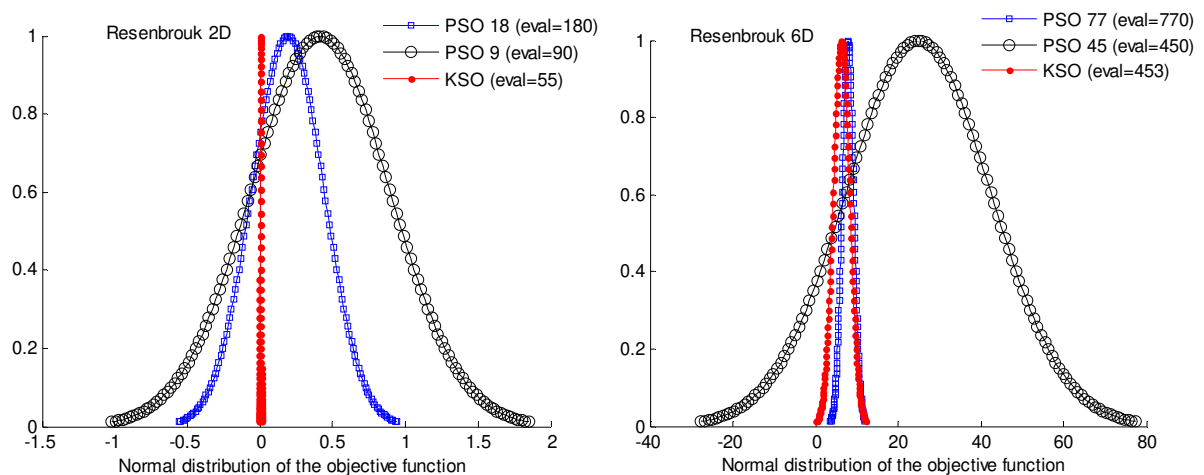 Resenbrouk 2D
PSO 18 (eval=180)
PSO 9 (eval=90)
KSO (eval=55)
1
0.8
0.6
0.4
0.2
0
-1.5
-1
-0.5
0
0.5
1
1.5
2
Normal distribution of the objective function
Resenbrouk 6D
PSO 77 (eval=770)
PSO 45 (eval=450)
KSO (eval=453)
1
0.8
0.6
0.4
0.2
0
-40
-20
0
20
40
60
80
Normal distribution of the objective function